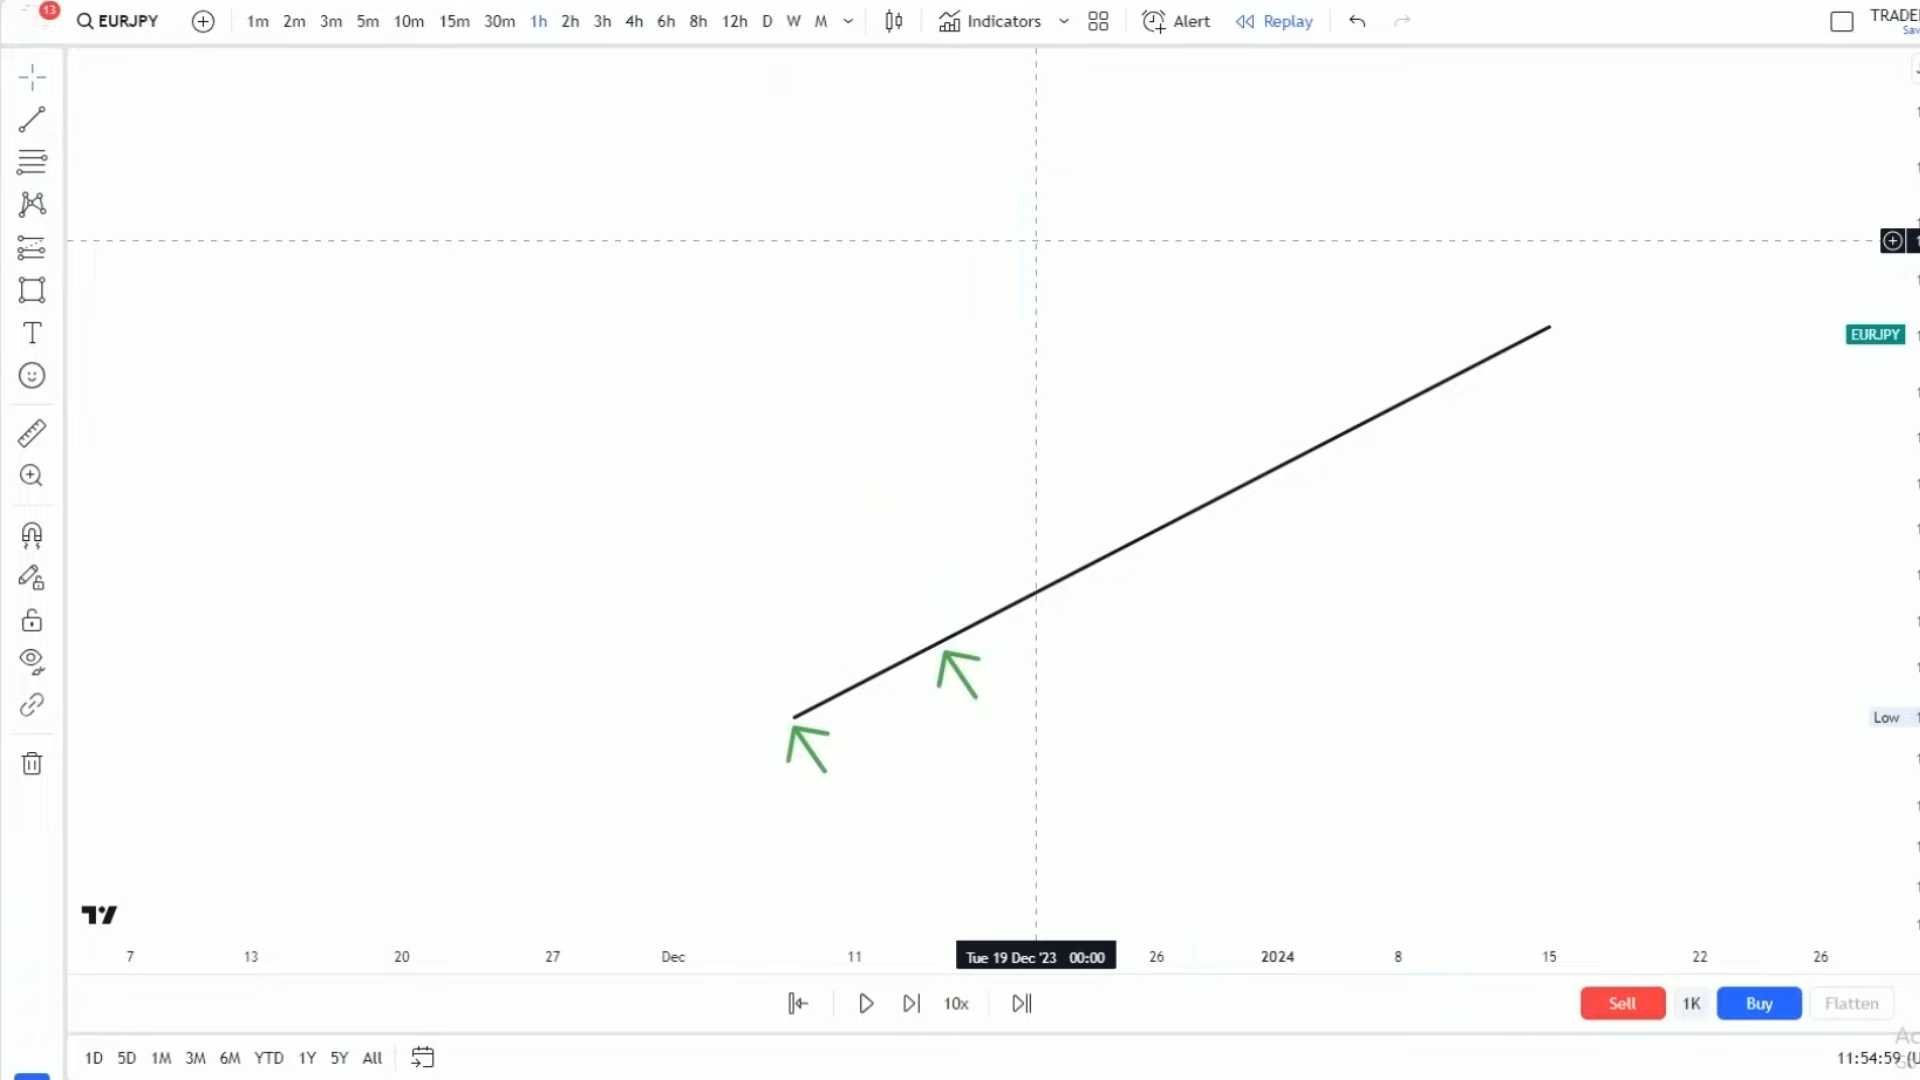 13
EURJPY 1m 2m 3m 5m 10m 15m 30m 1h 2h 3h 4h 6h 8h 12h D W M Indicators Alert Replay
EURJPY
Low
7 13 20 27 Dec 11 Tue 19 Dec '23 00:00 26 2024 8 15 22 26
10x Sell 1K Buy Flatten
1D 5D 1M 3M 6M YTD 1Y 5Y All 11:54:59